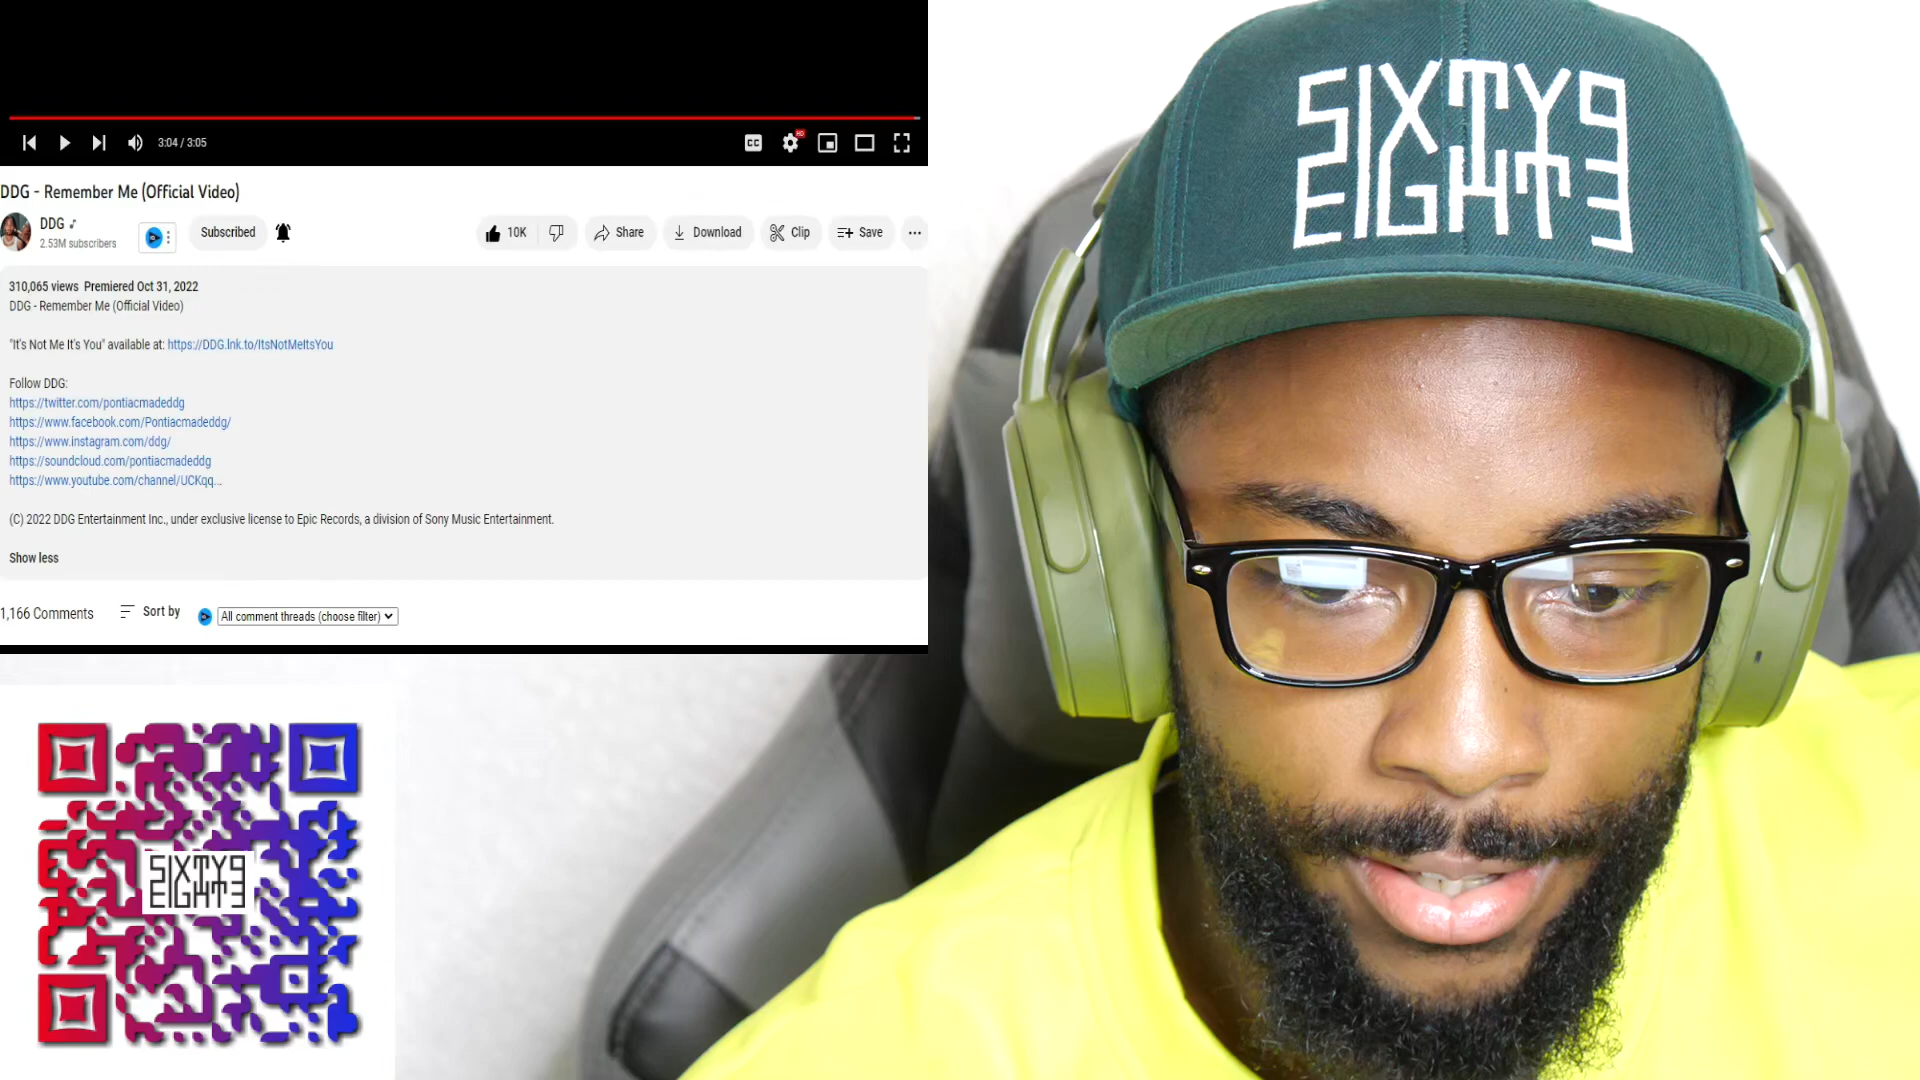 3:04 / 3:05
CC
HD
DDG - Remember Me (Official Video)
DDG
2.53M subscribers
Subscribed
10K
Share
Download
Clip
Save
310,065 views Premiered Oct 31, 2022
DDG - Remember Me (Official Video)
"It's Not Me It's You" available at: https://DDG.lnk.to/ItsNotMeItsYou
Follow DDG:
https://twitter.com/pontiacmadeddg
https://www.facebook.com/Pontiacmadeddg/
https://www.instagram.com/ddg/
https://soundcloud.com/pontiacmadeddg
https://www.youtube.com/channel/UCKqq...
(C) 2022 DDG Entertainment Inc., under exclusive license to Epic Records, a division of Sony Music Entertainment.
Show less
1,166 Comments
Sort by
All comment threads (choose filter)
SIXTY9
EIGHT3
SIXTY9
EIGHT3